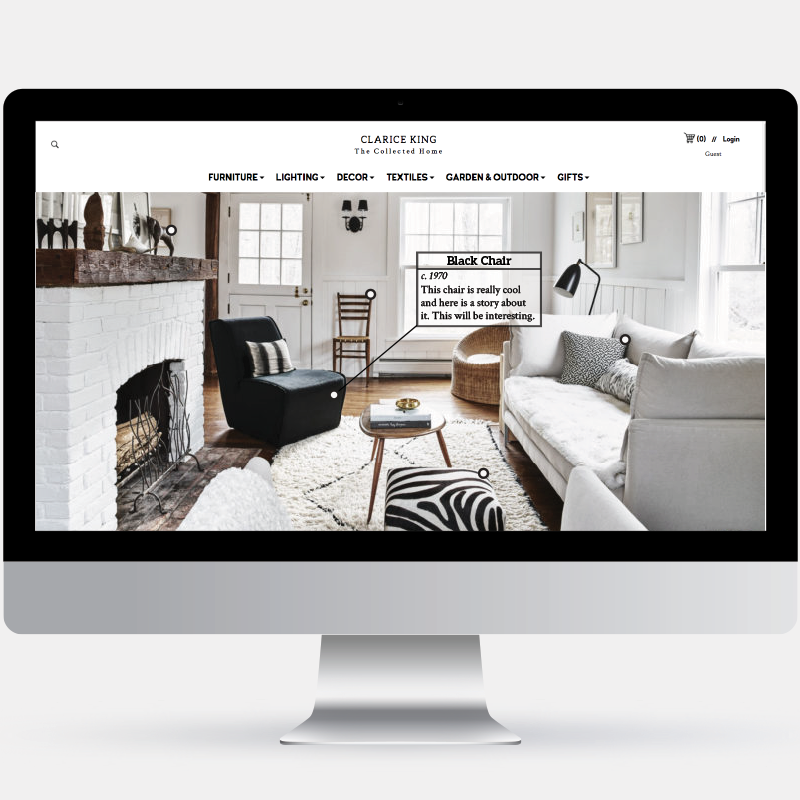 CLARICE KING
The Collected Home
(0) // Login
Guest
FURNITURE LIGHTING DECOR TEXTILES GARDEN & OUTDOOR GIFTS
Black Chair
c. 1970
This chair is really cool
and here is a story about
it. This will be interesting.